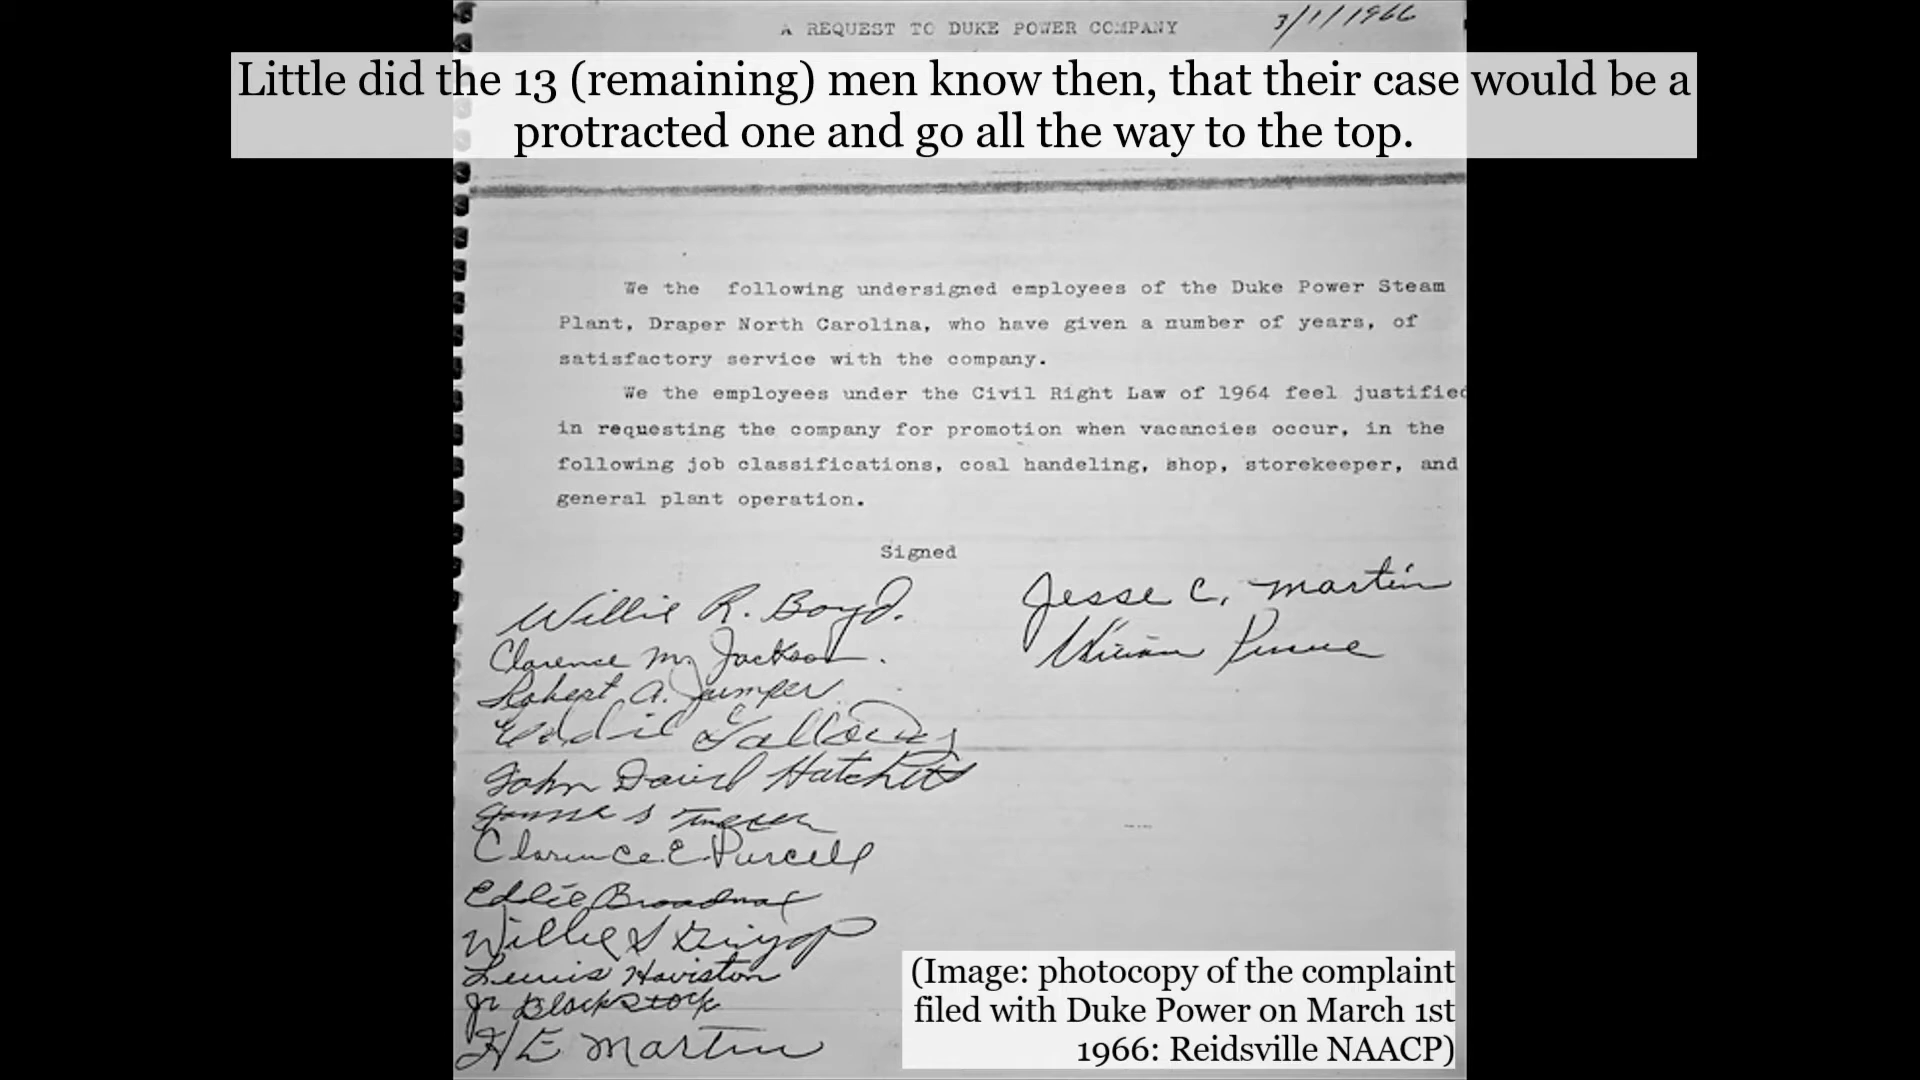 A REQUEST TO DUKE POWER COMPANY
3/1/1966
Little did the 13 (remaining) men know then, that their case would be a
protracted one and go all the way to the top.
We the following undersigned employees of the Duke Power Steam
Plant, Draper North Carolina, who have given a number of years, of
satisfactory service with the company.
We the employees under the Civil Right Law of 1964 feel justified
in requesting the company for promotion when vacancies occur, in the
following job classifications, coal handeling, shop, storekeeper, and
general plant operation.
Signed
Willie R. Boyd.
Clarence M. Jackson.
Robert A. Jumper
Eddie Galloway
John David Hatchett
S Tucker
Clarence E Purcell
Eddie Broadnax
Willie S
Lewis Hairston
Jr Blackstock
H E Martin
Jesse C. Martin
(Image: photocopy of the complaint
filed with Duke Power on March 1st
1966: Reidsville NAACP)